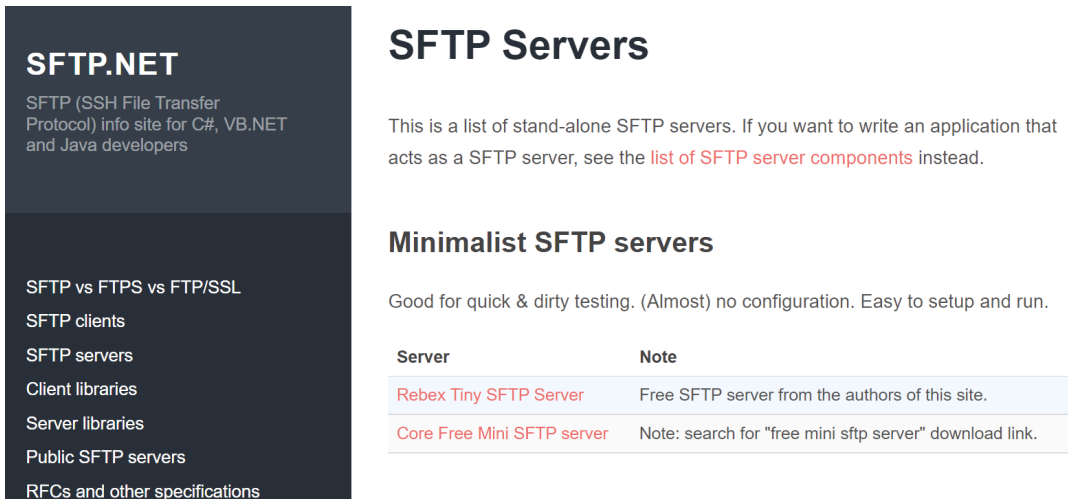 SFTP.NET
SFTP (SSH File Transfer
Protocol) info site for C#, VB.NET
and Java developers
SFTP vs FTPS vs FTP/SSL
SFTP clients
SFTP servers
Client libraries
Server libraries
Public SFTP servers
RFCs and other specifications
SFTP Servers
This is a list of stand-alone SFTP servers. If you want to write an application that
acts as a SFTP server, see the list of SFTP server components instead.
Minimalist SFTP servers
Good for quick & dirty testing. (Almost) no configuration. Easy to setup and run.
Server Note
Rebex Tiny SFTP Server Free SFTP server from the authors of this site.
Core Free Mini SFTP server Note: search for "free mini sftp server" download link.